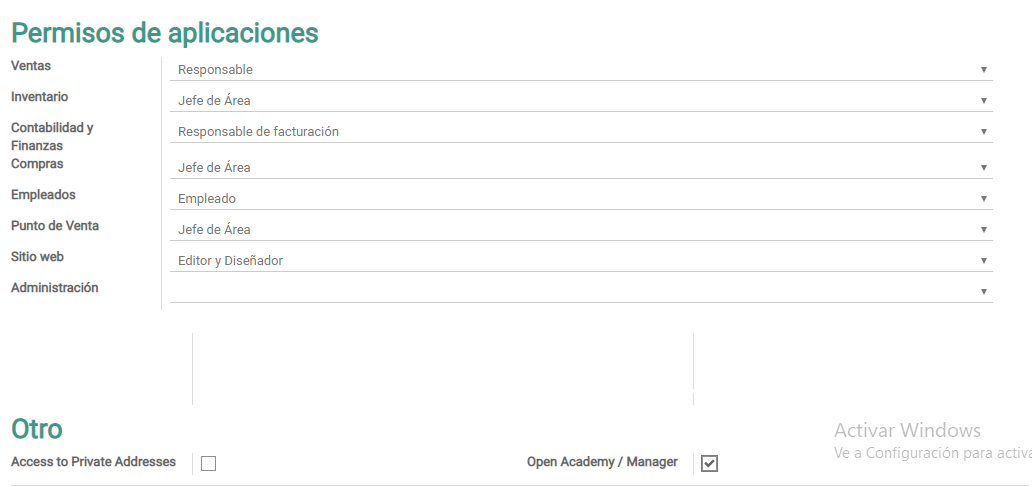 Permisos de aplicaciones
Ventas
Responsable
Inventario
Jefe de Área
Contabilidad y
Finanzas
Responsable de facturación
Compras
Jefe de Área
Empleados
Empleado
Punto de Venta
Jefe de Área
Sitio web
Editor y Diseñador
Administración
Otro
Activar Windows
Ve a Configuración para activa
Access to Private Addresses
Open Academy / Manager